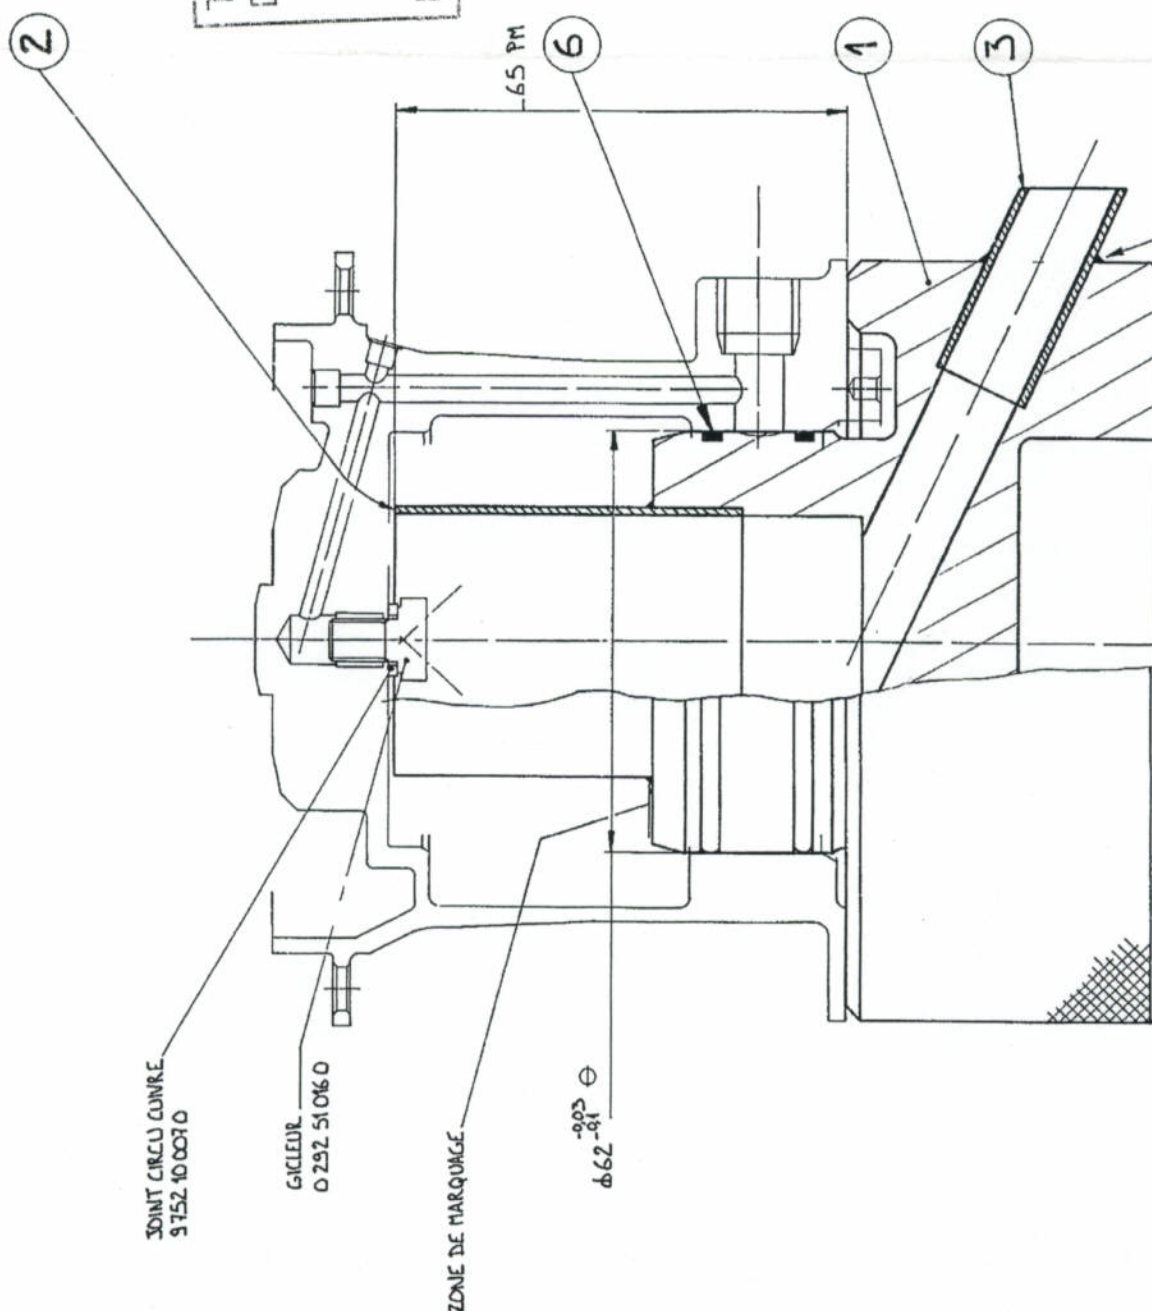 2
65 PM
6
1
3
JOINT CIRCU CUIVRE
9752 10 0070
GICLEUR
0 292 51 016 0
ZONE DE MARQUAGE
ϕ62 -0,03 -0,1 ⌀